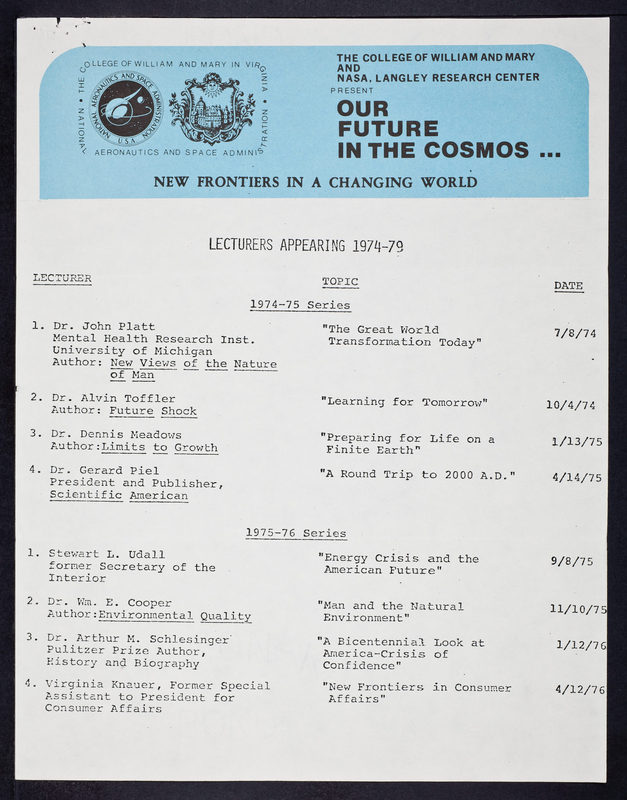 THE COLLEGE OF WILLIAM AND MARY IN VIRGINIA • NATIONAL AERONAUTICS AND SPACE ADMINISTRATION •
NATIONAL AERONAUTICS AND SPACE ADMINISTRATION
U.S.A.
THE COLLEGE OF WILLIAM AND MARY
AND
NASA, LANGLEY RESEARCH CENTER
PRESENT
OUR
FUTURE
IN THE COSMOS ...
NEW FRONTIERS IN A CHANGING WORLD
LECTURERS APPEARING 1974-79
LECTURER TOPIC DATE
1974-75 Series
1. Dr. John Platt "The Great World 7/8/74
Mental Health Research Inst. Transformation Today"
University of Michigan
Author: New Views of the Nature
of Man
2. Dr. Alvin Toffler "Learning for Tomorrow" 10/4/74
Author: Future Shock
3. Dr. Dennis Meadows "Preparing for Life on a 1/13/75
Author:Limits to Growth Finite Earth"
4. Dr. Gerard Piel "A Round Trip to 2000 A.D." 4/14/75
President and Publisher,
Scientific American
1975-76 Series
1. Stewart L. Udall "Energy Crisis and the 9/8/75
former Secretary of the American Future"
Interior
2. Dr. Wm. E. Cooper "Man and the Natural 11/10/75
Author:Environmental Quality Environment"
3. Dr. Arthur M. Schlesinger "A Bicentennial Look at 1/12/76
Pulitzer Prize Author, America-Crisis of
History and Biography Confidence"
4. Virginia Knauer, Former Special "New Frontiers in Consumer 4/12/76
Assistant to President for Affairs"
Consumer Affairs